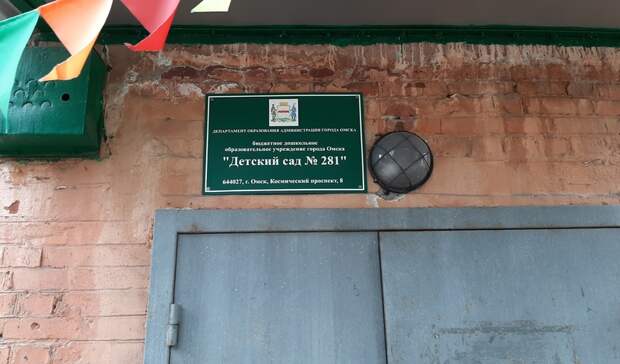 ДЕПАРТАМЕНТ ОБРАЗОВАНИЯ АДМИНИСТРАЦИИ ГОРОДА ОМСКА
бюджетное дошкольное
образовательное учреждение города Омска
"Детский сад № 281"
644027, г. Омск, Космический проспект, 8